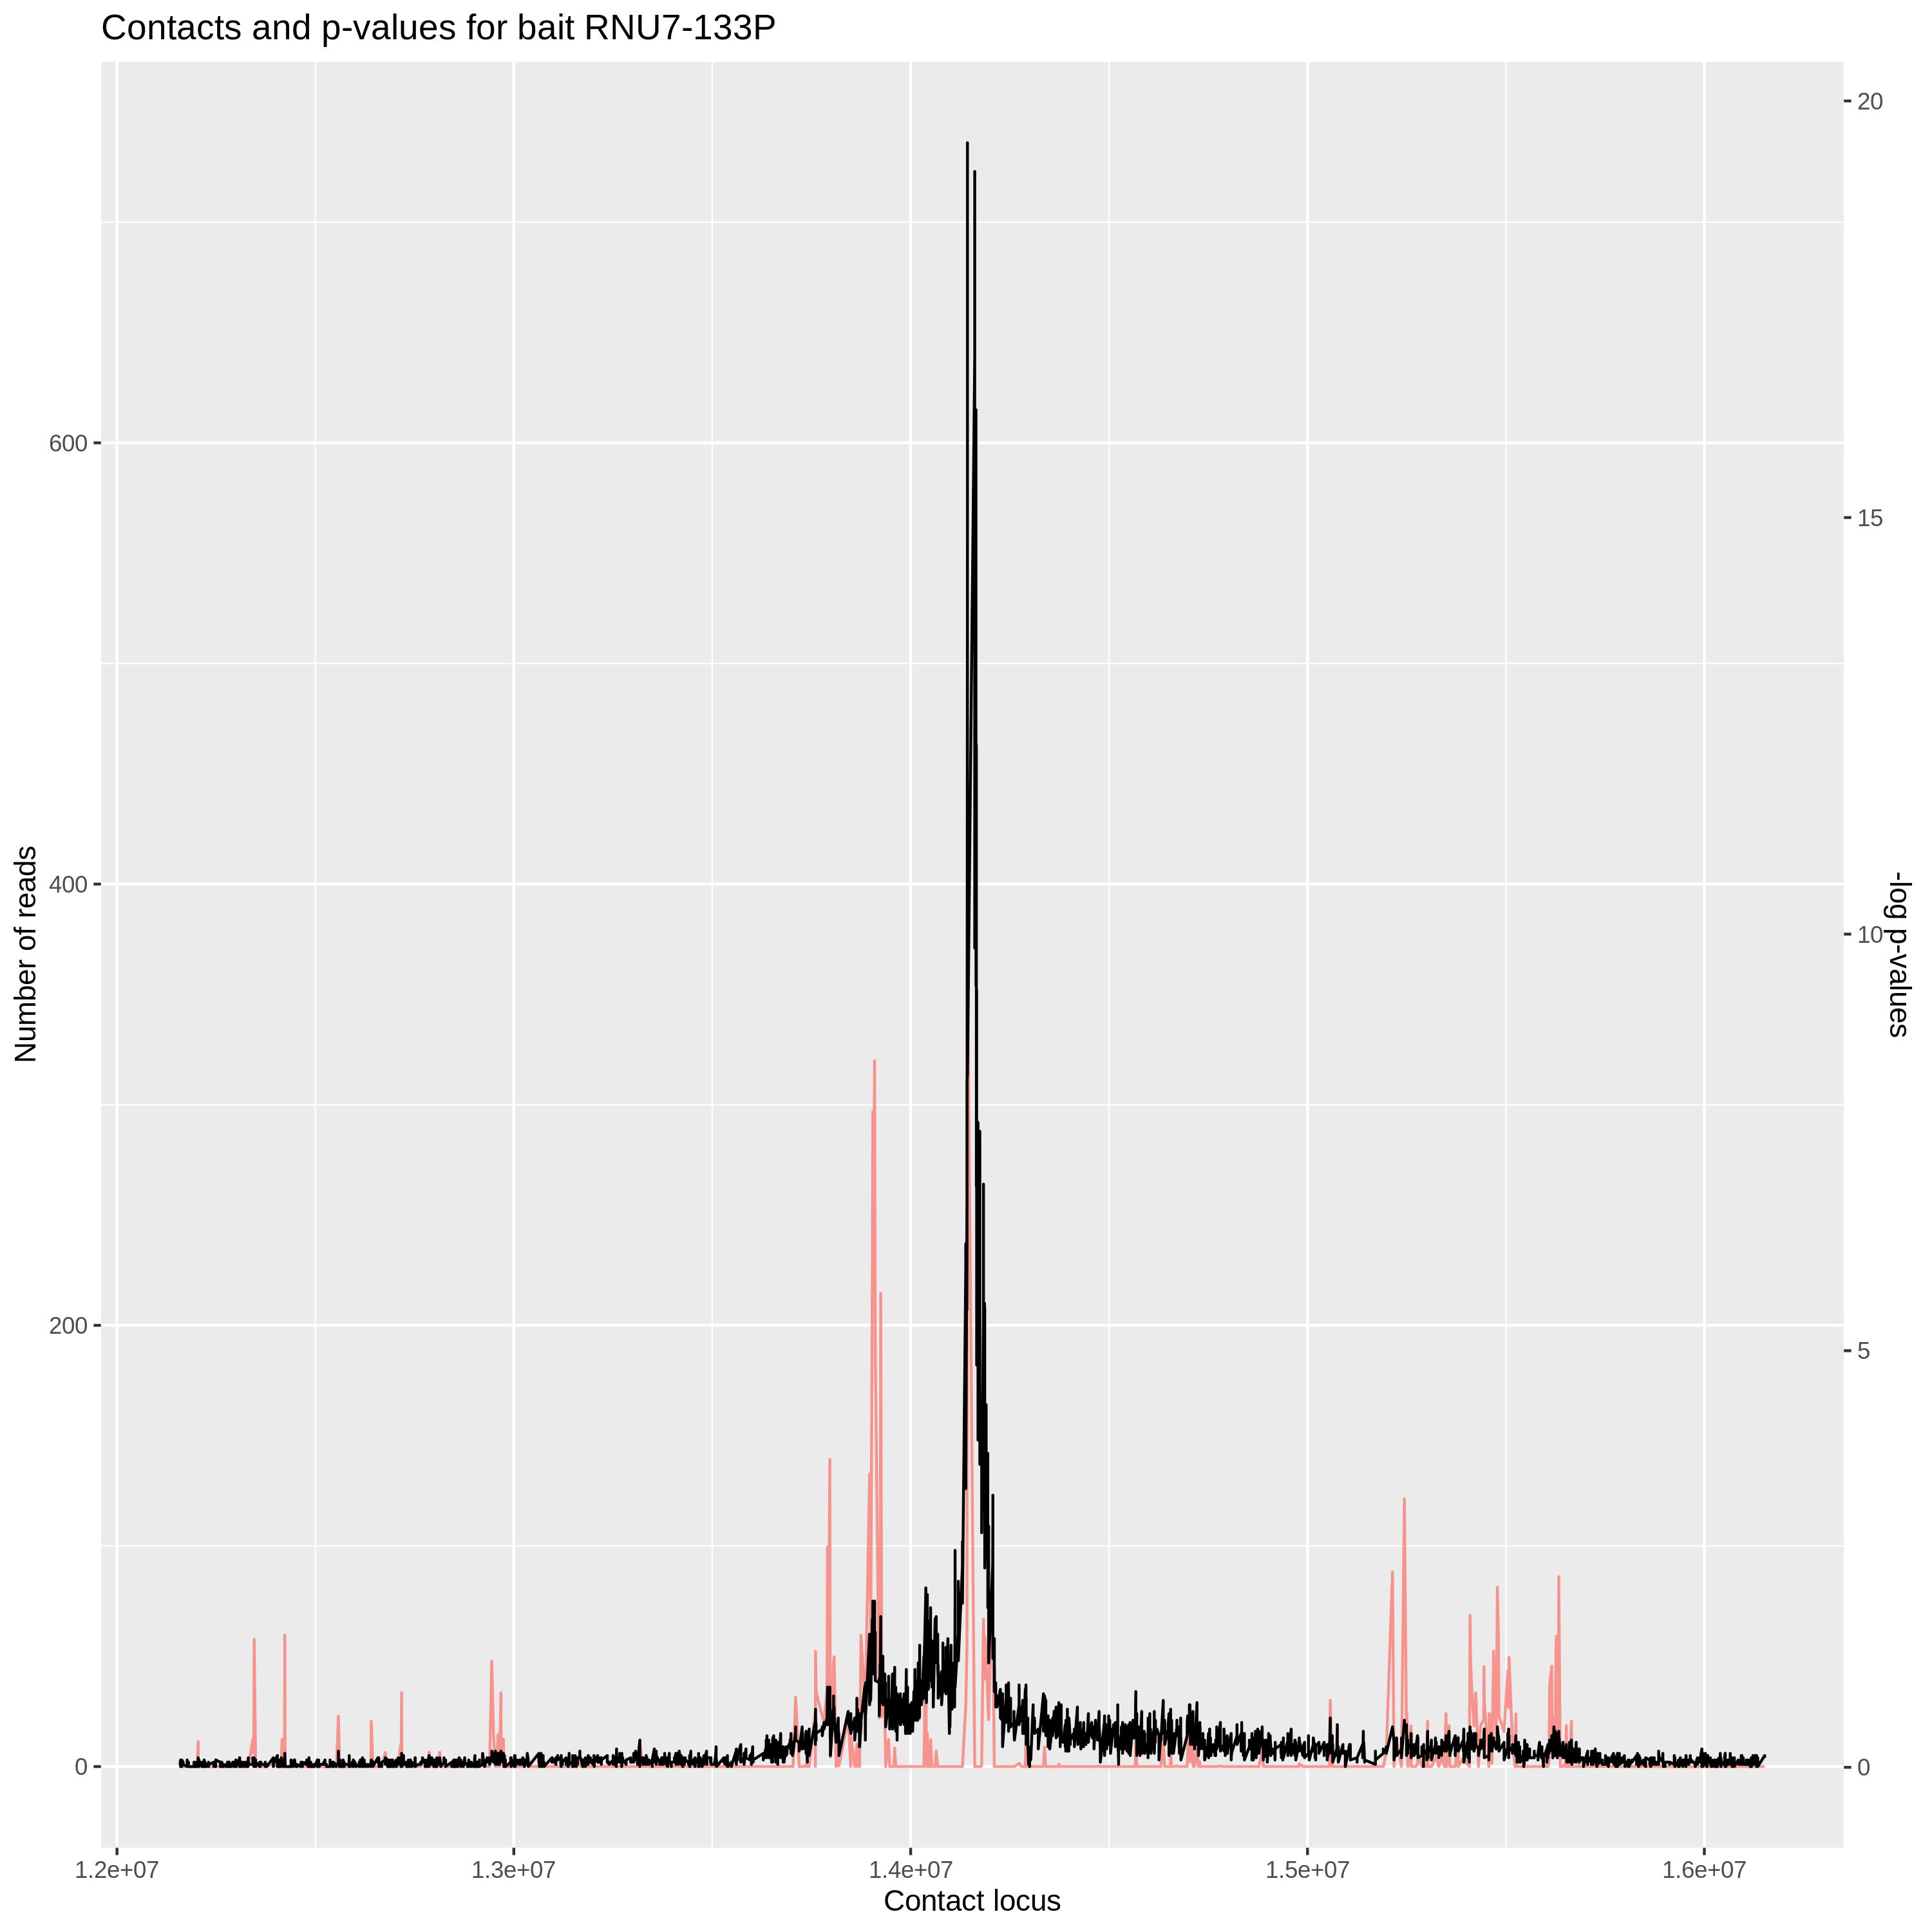 Contacts and p-values for bait RNU7-133P
20
15
10
5
0
600
400
200
0
Number of reads
-log p-values
1.2e+07 1.3e+07 1.4e+07 1.5e+07 1.6e+07
Contact locus